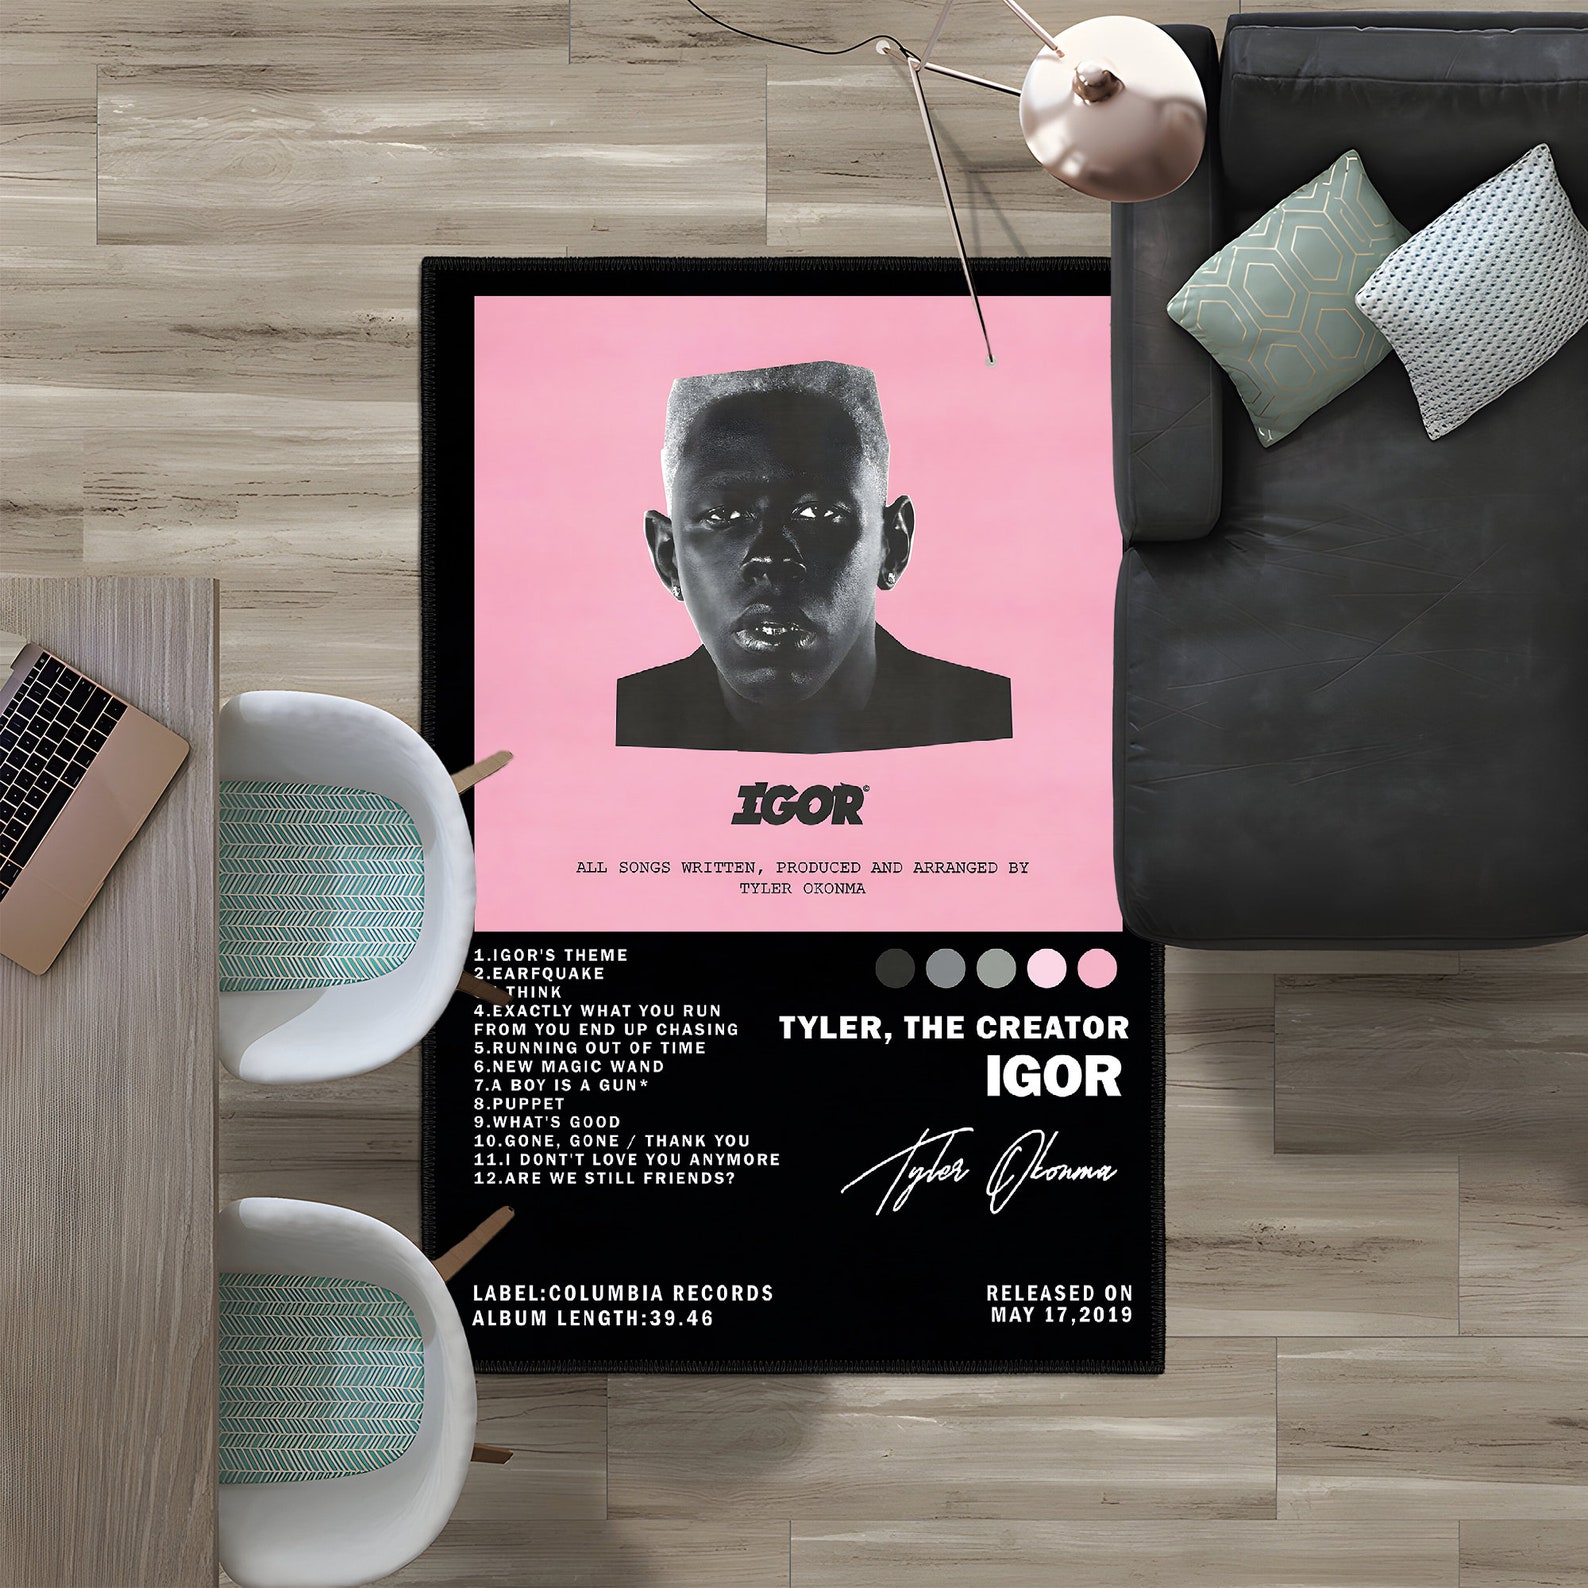 IGOR©
ALL SONGS WRITTEN, PRODUCED AND ARRANGED BY
TYLER OKONMA
1.IGOR'S THEME
2.EARFQUAKE
THINK
4.EXACTLY WHAT YOU RUN
FROM YOU END UP CHASING
5.RUNNING OUT OF TIME
6.NEW MAGIC WAND
7.A BOY IS A GUN*
8.PUPPET
9.WHAT'S GOOD
10.GONE, GONE / THANK YOU
11.I DONT'T LOVE YOU ANYMORE
12.ARE WE STILL FRIENDS?
TYLER, THE CREATOR
IGOR
Tyler Okonma
LABEL:COLUMBIA RECORDS
ALBUM LENGTH:39.46
RELEASED ON
MAY 17,2019